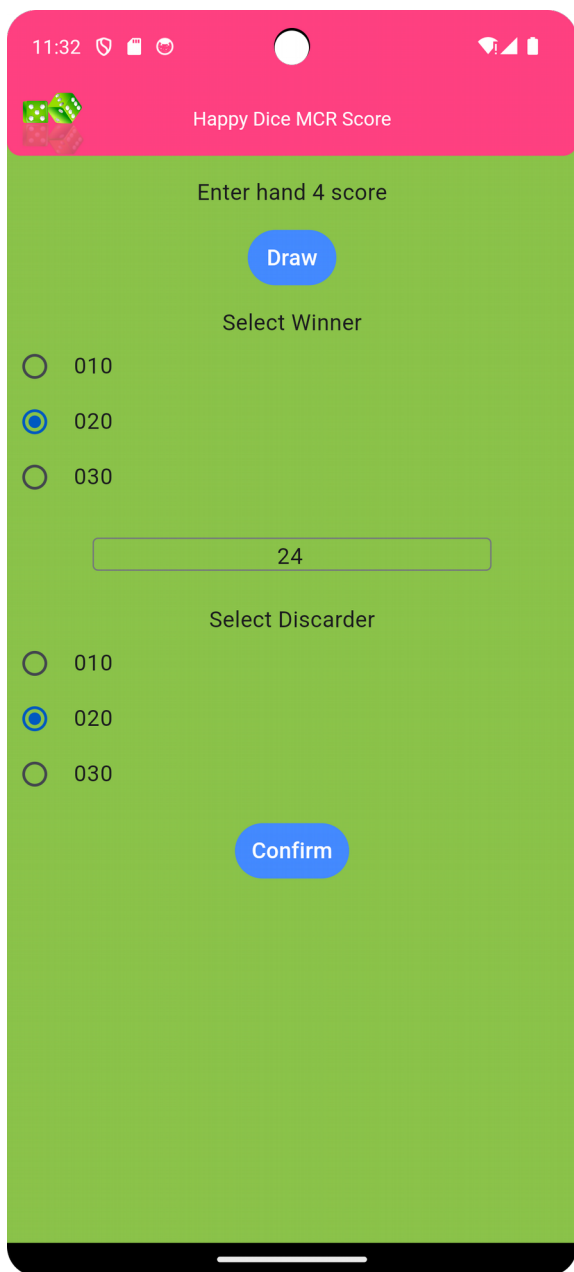 11:32
Happy Dice MCR Score
Enter hand 4 score
Draw
Select Winner
010
020
030
24
Select Discarder
010
020
030
Confirm